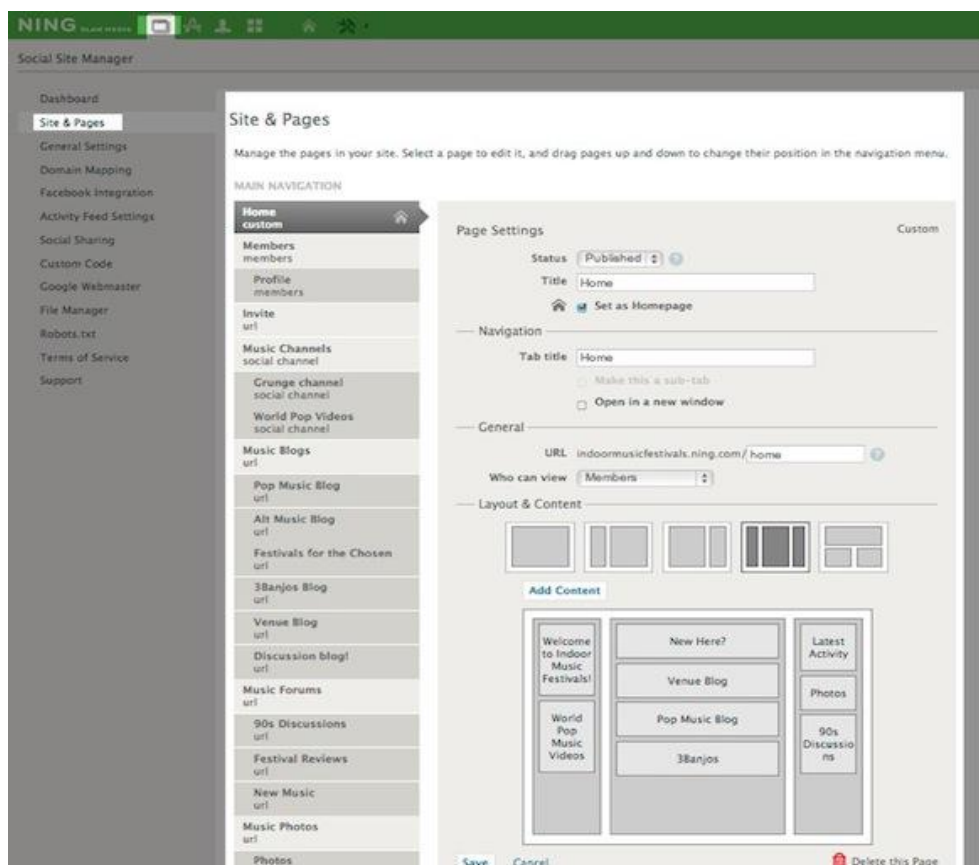 NING
Social Site Manager
Dashboard
Site & Pages
General Settings
Domain Mapping
Facebook Integration
Activity Feed Settings
Social Sharing
Custom Code
Google Webmaster
File Manager
Robots.txt
Terms of Service
Support
Site & Pages
Manage the pages in your site. Select a page to edit it, and drag pages up and down to change their position in the navigation menu.
MAIN NAVIGATION
Home
custom
Members
members
Profile
members
Invite
url
Music Channels
social channel
Grunge channel
social channel
World Pop Videos
social channel
Music Blogs
url
Pop Music Blog
url
Alt Music Blog
url
Festivals for the Chosen
url
3Banjos Blog
url
Venue Blog
url
Discussion blog!
url
Music Forums
url
90s Discussions
url
Festival Reviews
url
New Music
url
Music Photos
url
Photos
Page Settings
Custom
Status Published ?
Title Home
Set as Homepage
Navigation
Tab title Home
Make this a sub-tab
Open in a new window
General
URL indoormusicfestivals.ning.com/ home ?
Who can view Members
Layout & Content
Add Content
Welcome
to Indoor
Music
Festivals!
World
Pop
Music
Videos
New Here?
Venue Blog
Pop Music Blog
3Banjos
Latest
Activity
Photos
90s
Discussio
ns
Save Cancel
Delete this Page